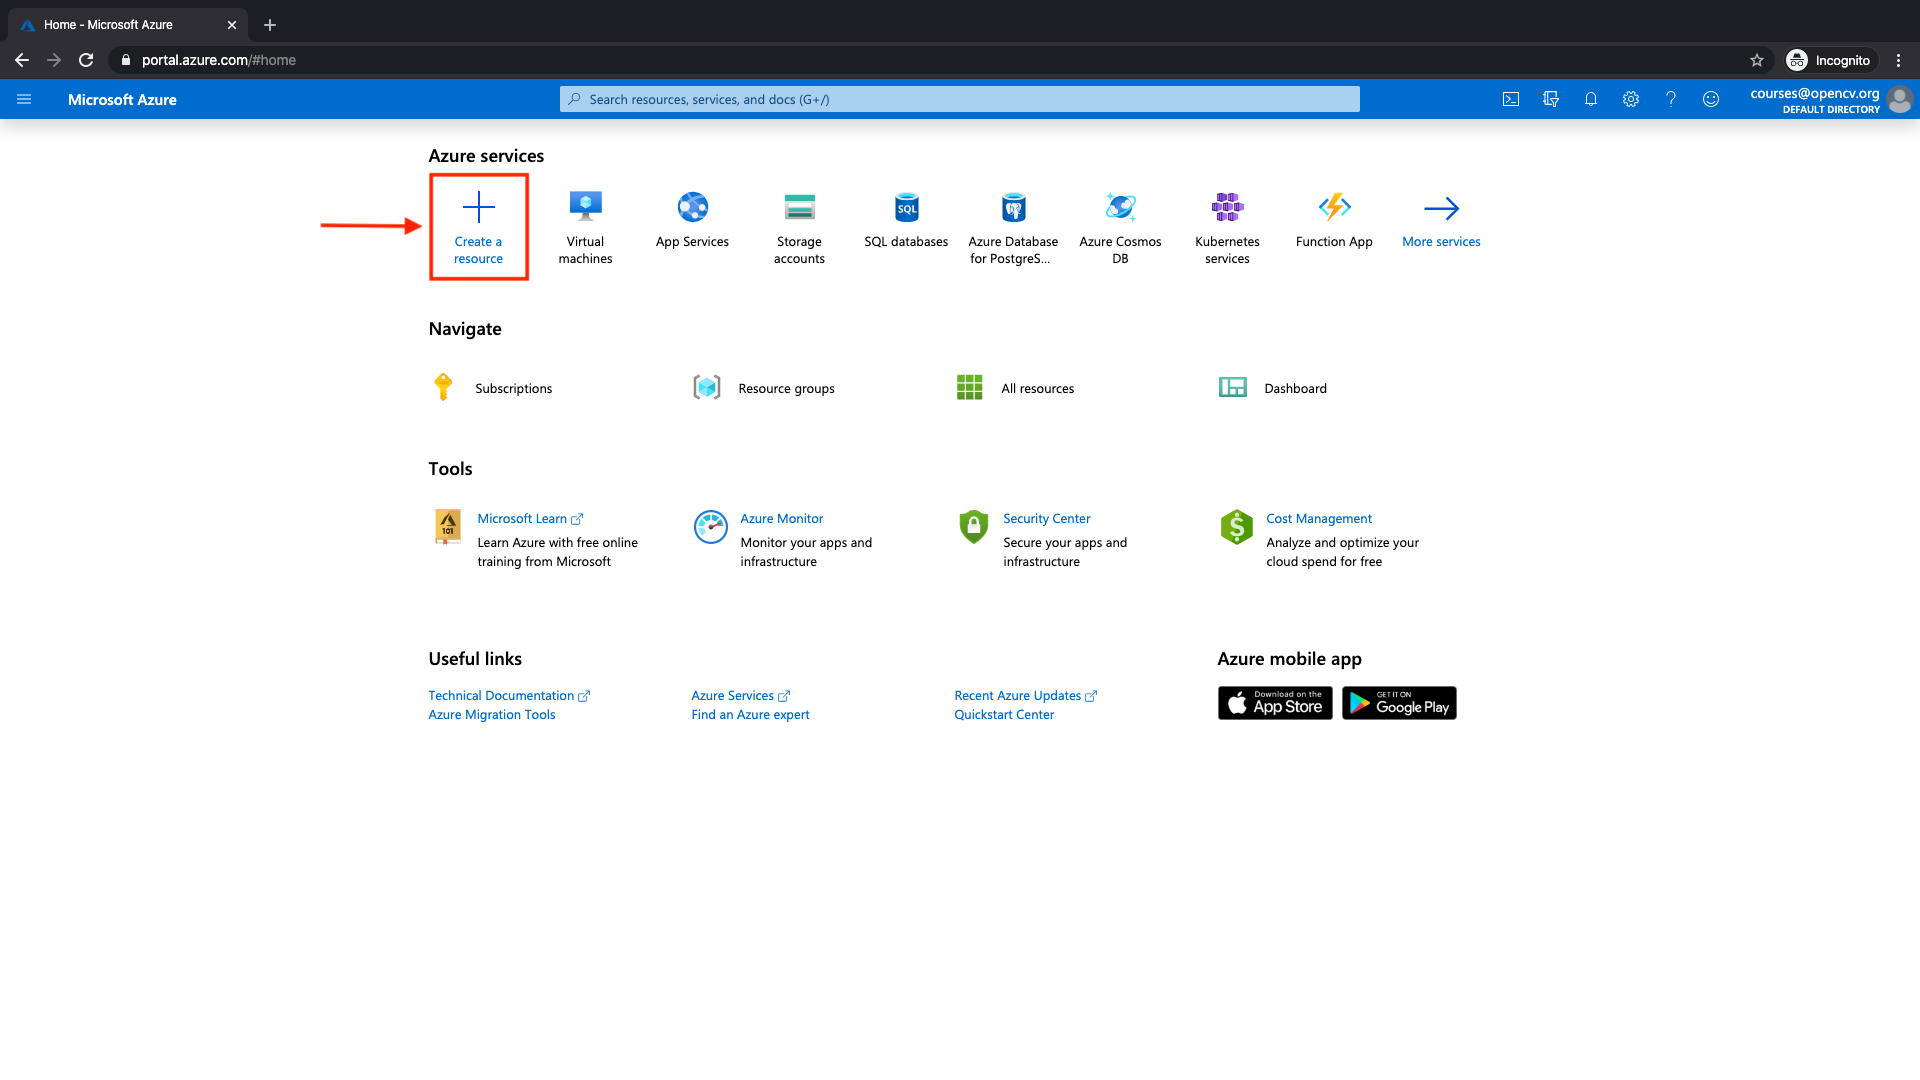 Home - Microsoft Azure
portal.azure.com/#home
Incognito
Microsoft Azure
Search resources, services, and docs (G+/)
courses@opencv.org
DEFAULT DIRECTORY
Azure services
Create a
resource
Virtual
machines
App Services
Storage
accounts
SQL
SQL databases
Azure Database
for PostgreS...
Azure Cosmos
DB
Kubernetes
services
Function App
More services
Navigate
Subscriptions
Resource groups
All resources
Dashboard
Tools
101
Microsoft Learn
Learn Azure with free online
training from Microsoft
Azure Monitor
Monitor your apps and
infrastructure
Security Center
Secure your apps and
infrastructure
$
Cost Management
Analyze and optimize your
cloud spend for free
Useful links
Technical Documentation
Azure Migration Tools
Azure Services
Find an Azure expert
Recent Azure Updates
Quickstart Center
Azure mobile app
Download on the
App Store
GET IT ON
Google Play